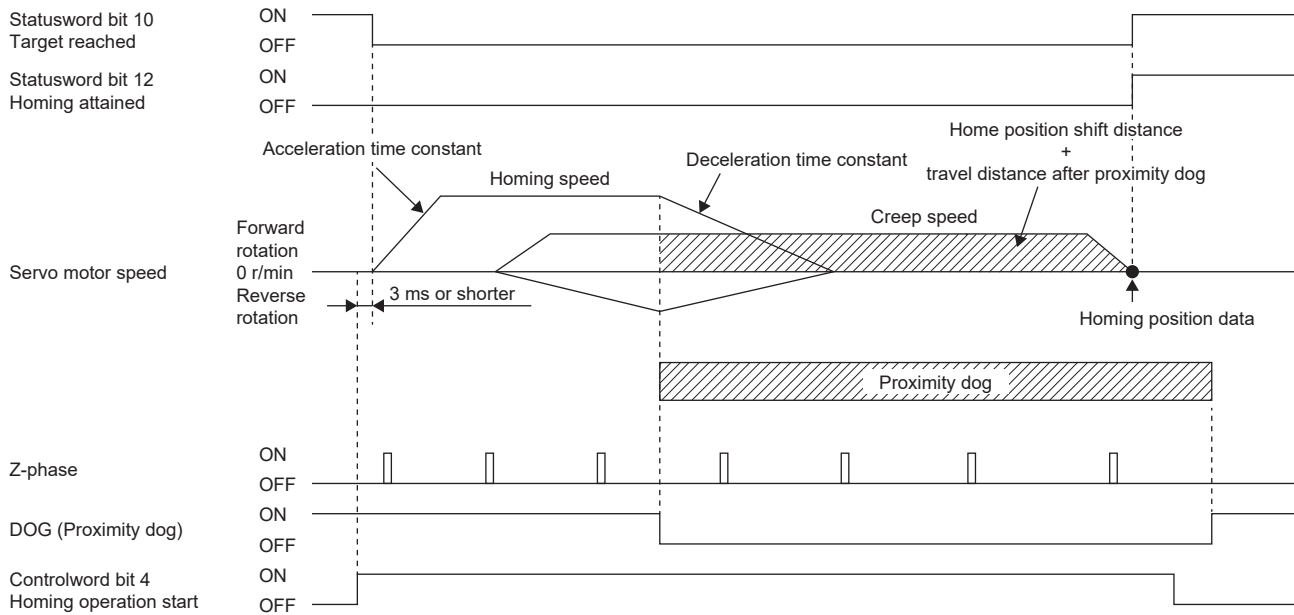 Statusword bit 10
Target reached
ON
OFF
Statusword bit 12
Homing attained
ON
OFF
Home position shift distance
+
travel distance after proximity dog
Acceleration time constant
Deceleration time constant
Homing speed
Creep speed
Servo motor speed
Forward
rotation
0 r/min
Reverse
rotation
3 ms or shorter
Homing position data
Proximity dog
Z-phase
ON
OFF
DOG (Proximity dog)
ON
OFF
Controlword bit 4
Homing operation start
ON
OFF